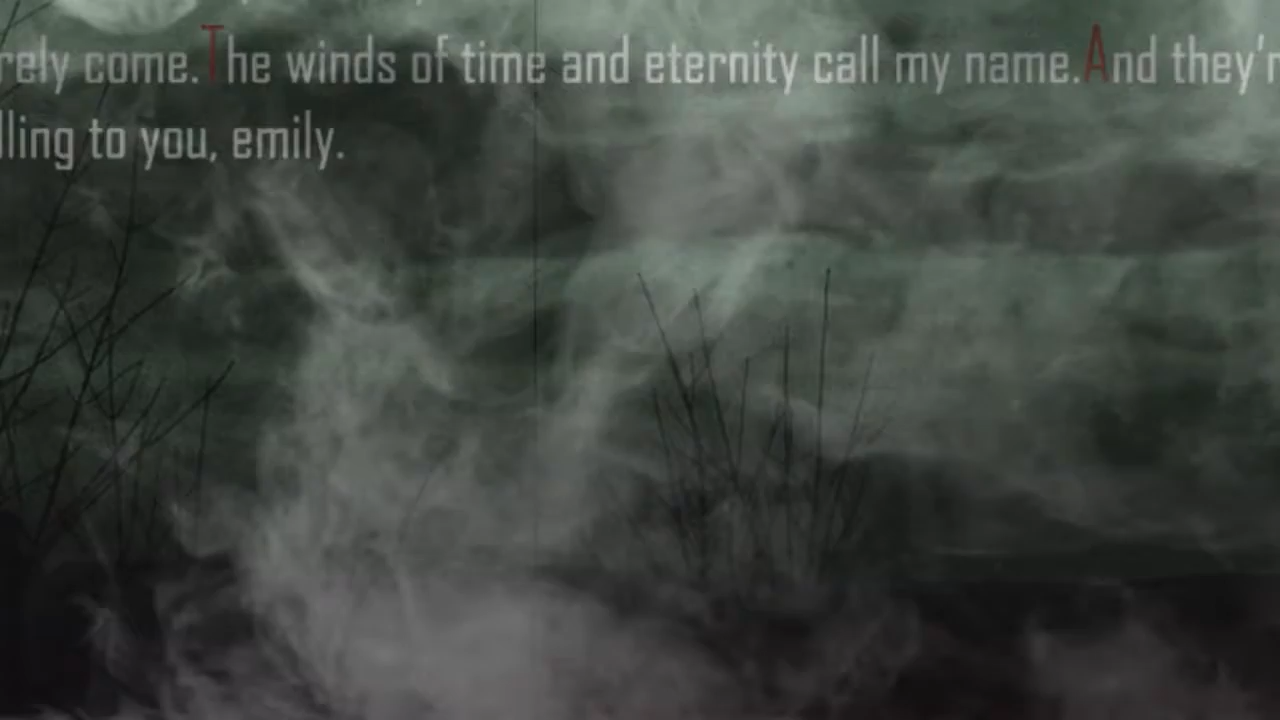 rely come.The winds of time and eternity call my name.And they'r
lling to you, emily.